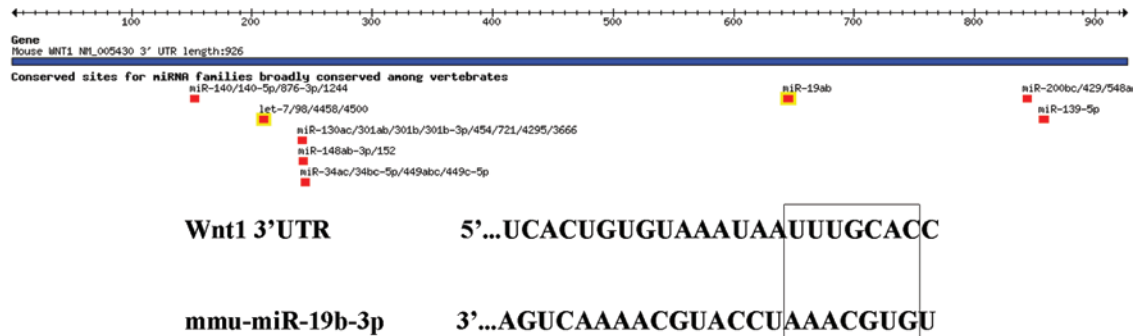 100 200 300 400 500 600 700 800 900
Gene
Mouse WNT1 NM_005430 3' UTR length:926
Conserved sites for miRNA families broadly conserved among vertebrates
miR-140/140-5p/876-3p/1244 miR-19ab miR-200bc/429/548a
let-7/98/4458/4500 miR-139-5p
miR-130ac/301ab/301b/301b-3p/454/721/4295/3666
miR-148ab-3p/152
miR-34ac/34bc-5p/449abc/449c-5p
Wnt1 3'UTR 5'...UCACUGUGUAAAUAAUUUGCACC
mmu-miR-19b-3p 3'...AGUCAAAACGUACCUAAACGUGU